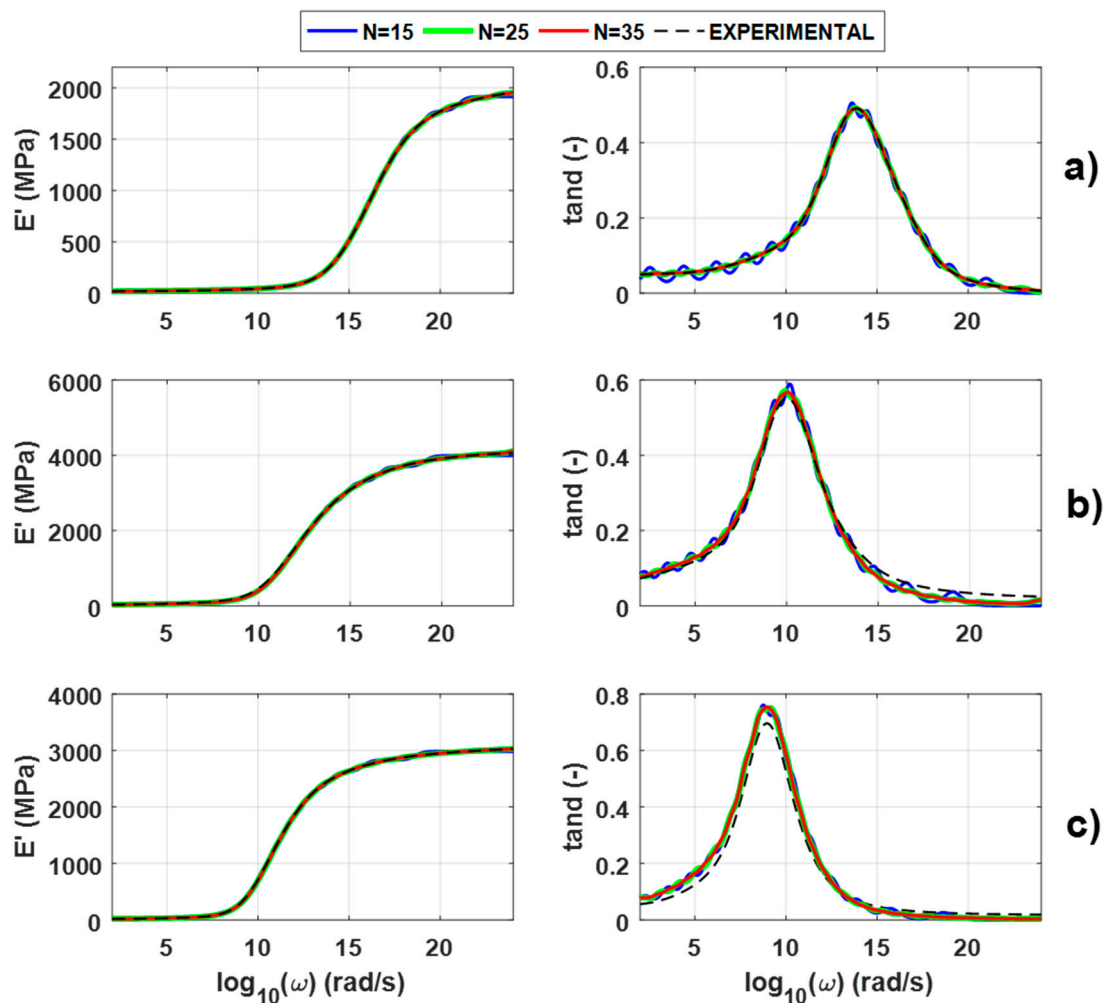 N=15 N=25 N=35 EXPERIMENTAL
2000
1500
1000
500
0
E' (MPa)
5 10 15 20
0.6
0.4
0.2
0
tand (-)
5 10 15 20
a)
6000
4000
2000
0
E' (MPa)
5 10 15 20
0.6
0.4
0.2
0
tand (-)
5 10 15 20
b)
4000
3000
2000
1000
0
E' (MPa)
5 10 15 20
log10(ω) (rad/s)
0.8
0.6
0.4
0.2
0
tand (-)
5 10 15 20
log10(ω) (rad/s)
c)